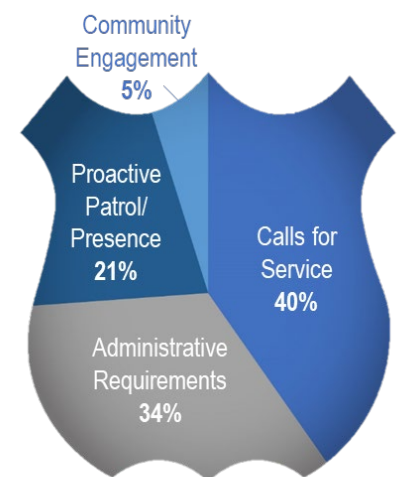 Community
Engagement
5%
Proactive
Patrol/
Presence
21%
Calls for
Service
40%
Administrative
Requirements
34%